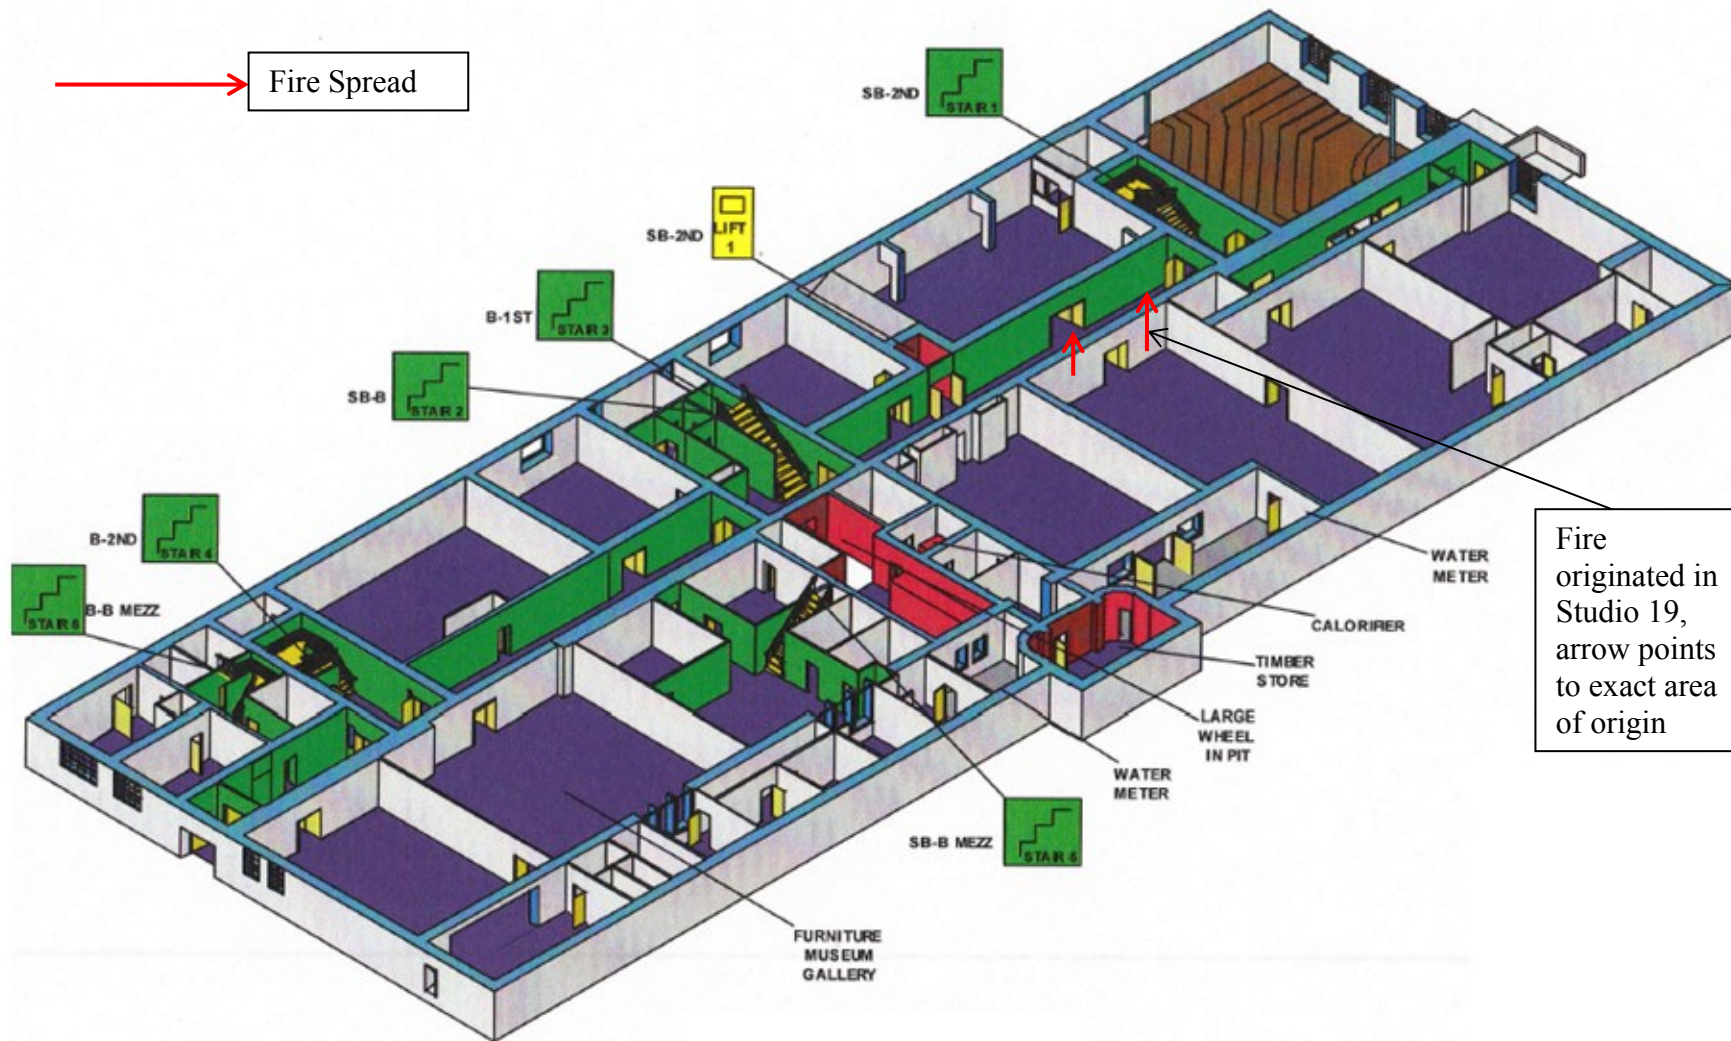 Fire Spread
SB-2ND
STAIR 1
SB-2ND
LIFT
1
B-1ST
STAIR 3
SB-B
STAIR 2
B-2ND
STAIR 4
B-B MEZZ
STAIR 6
Fire
originated in
Studio 19,
arrow points
to exact area
of origin
WATER
METER
CALORIFIER
TIMBER
STORE
LARGE
WHEEL
IN PIT
WATER
METER
SB-B MEZZ
STAIR 5
FURNITURE
MUSEUM
GALLERY